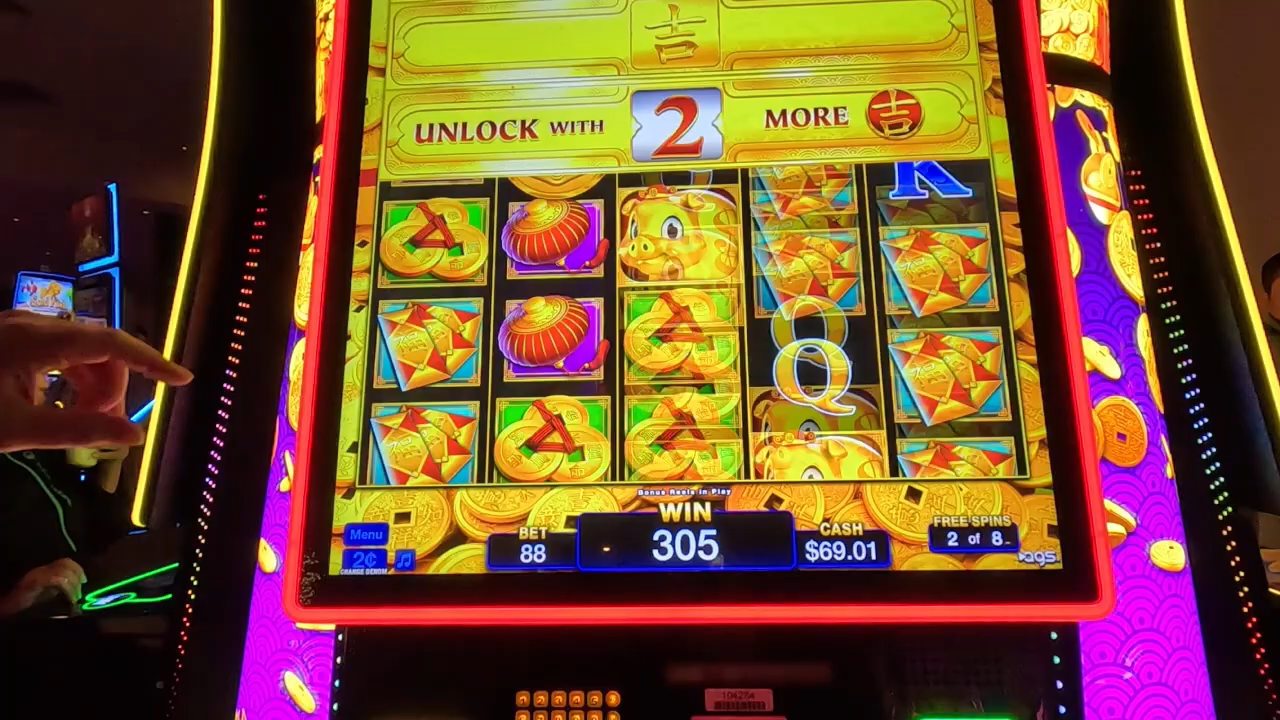 吉
UNLOCK WITH 2 MORE 吉
K
Q
Q
Bonus Reels in Play
Menu
2¢
CHANGE DENOM
BET
88
WIN
305
CASH
$69.01
FREE SPINS
2 of 8
ags